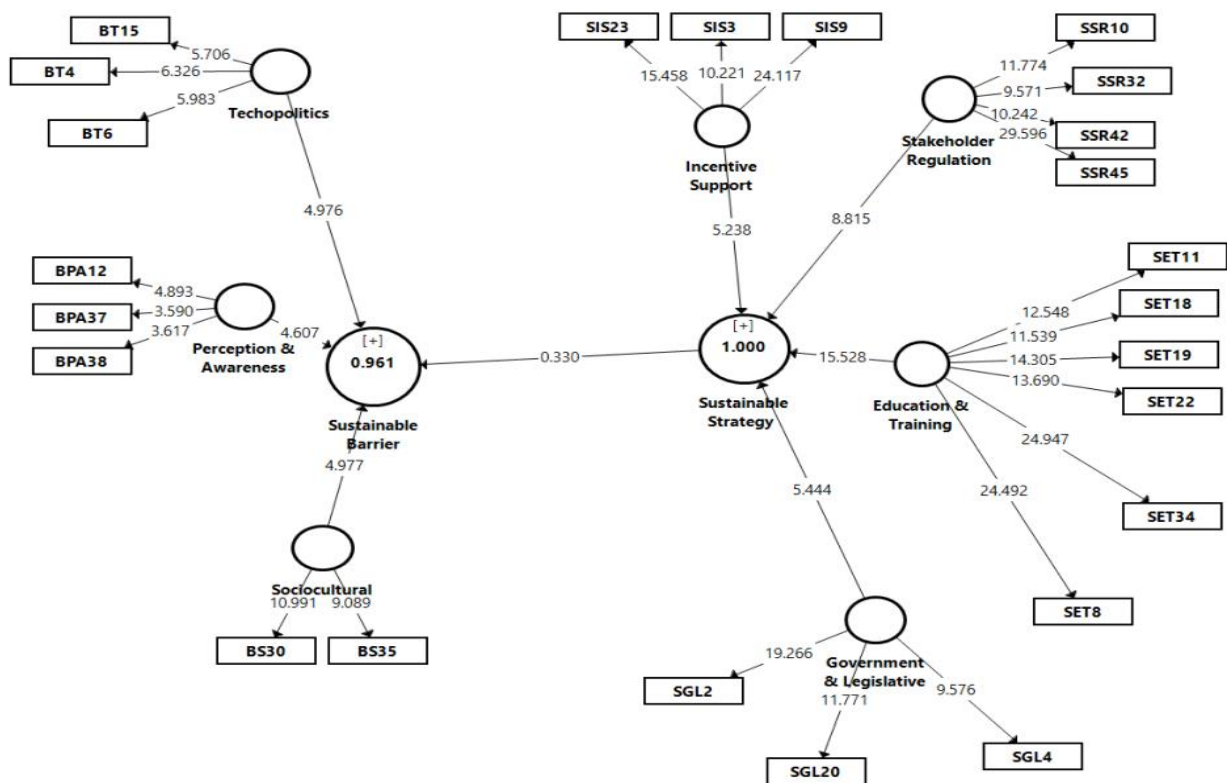 BT15
BT4
BT6
5.706
6.326
5.983
Techopolitics
4.976
SIS23
SIS3
SIS9
15.458
10.221
24.117
Incentive
Support
5.238
SSR10
SSR32
SSR42
SSR45
11.774
9.571
10.242
29.596
Stakeholder
Regulation
8.815
BPA12
BPA37
BPA38
4.893
3.590
3.617
Perception &
Awareness
4.607
[+]
0.961
Sustainable
Barrier
0.330
[+]
1.000
Sustainable
Strategy
15.528
Education &
Training
SET11
SET18
SET19
SET22
SET34
SET8
12.548
11.539
14.305
13.690
24.947
24.492
4.977
Sociocultural
10.991
9.089
BS30
BS35
5.444
Government
& Legislative
19.266
11.771
9.576
SGL2
SGL20
SGL4